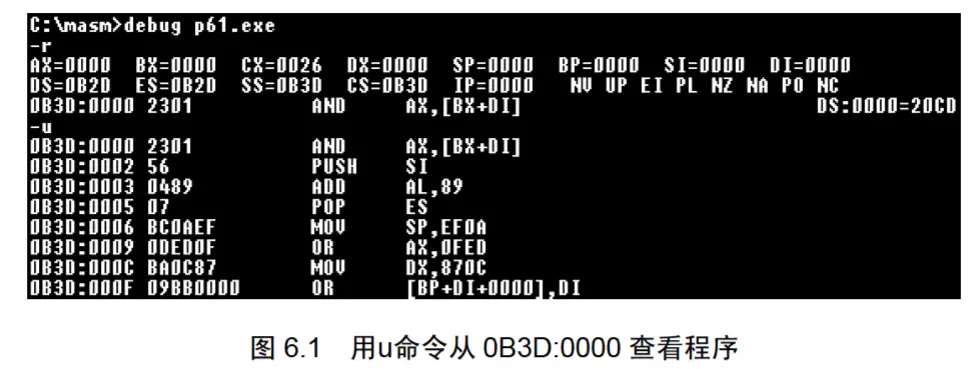 C:\masm>debug p61.exe
-r
AX=0000 BX=0000 CX=0026 DX=0000 SP=0000 BP=0000 SI=0000 DI=0000
DS=0B2D ES=0B2D SS=0B3D CS=0B3D IP=0000 NV UP EI PL NZ NA PO NC
0B3D:0000 2301 AND AX,[BX+DI] DS:0000=20CD
-u
0B3D:0000 2301 AND AX,[BX+DI]
0B3D:0002 56 PUSH SI
0B3D:0003 0489 ADD AL,89
0B3D:0005 07 POP ES
0B3D:0006 BC0AEF MOV SP,EF0A
0B3D:0009 0DED0F OR AX,0FED
0B3D:000C BA0C87 MOV DX,870C
0B3D:000F 09BB0000 OR [BP+DI+0000],DI
图 6.1 用u命令从 0B3D:0000 查看程序